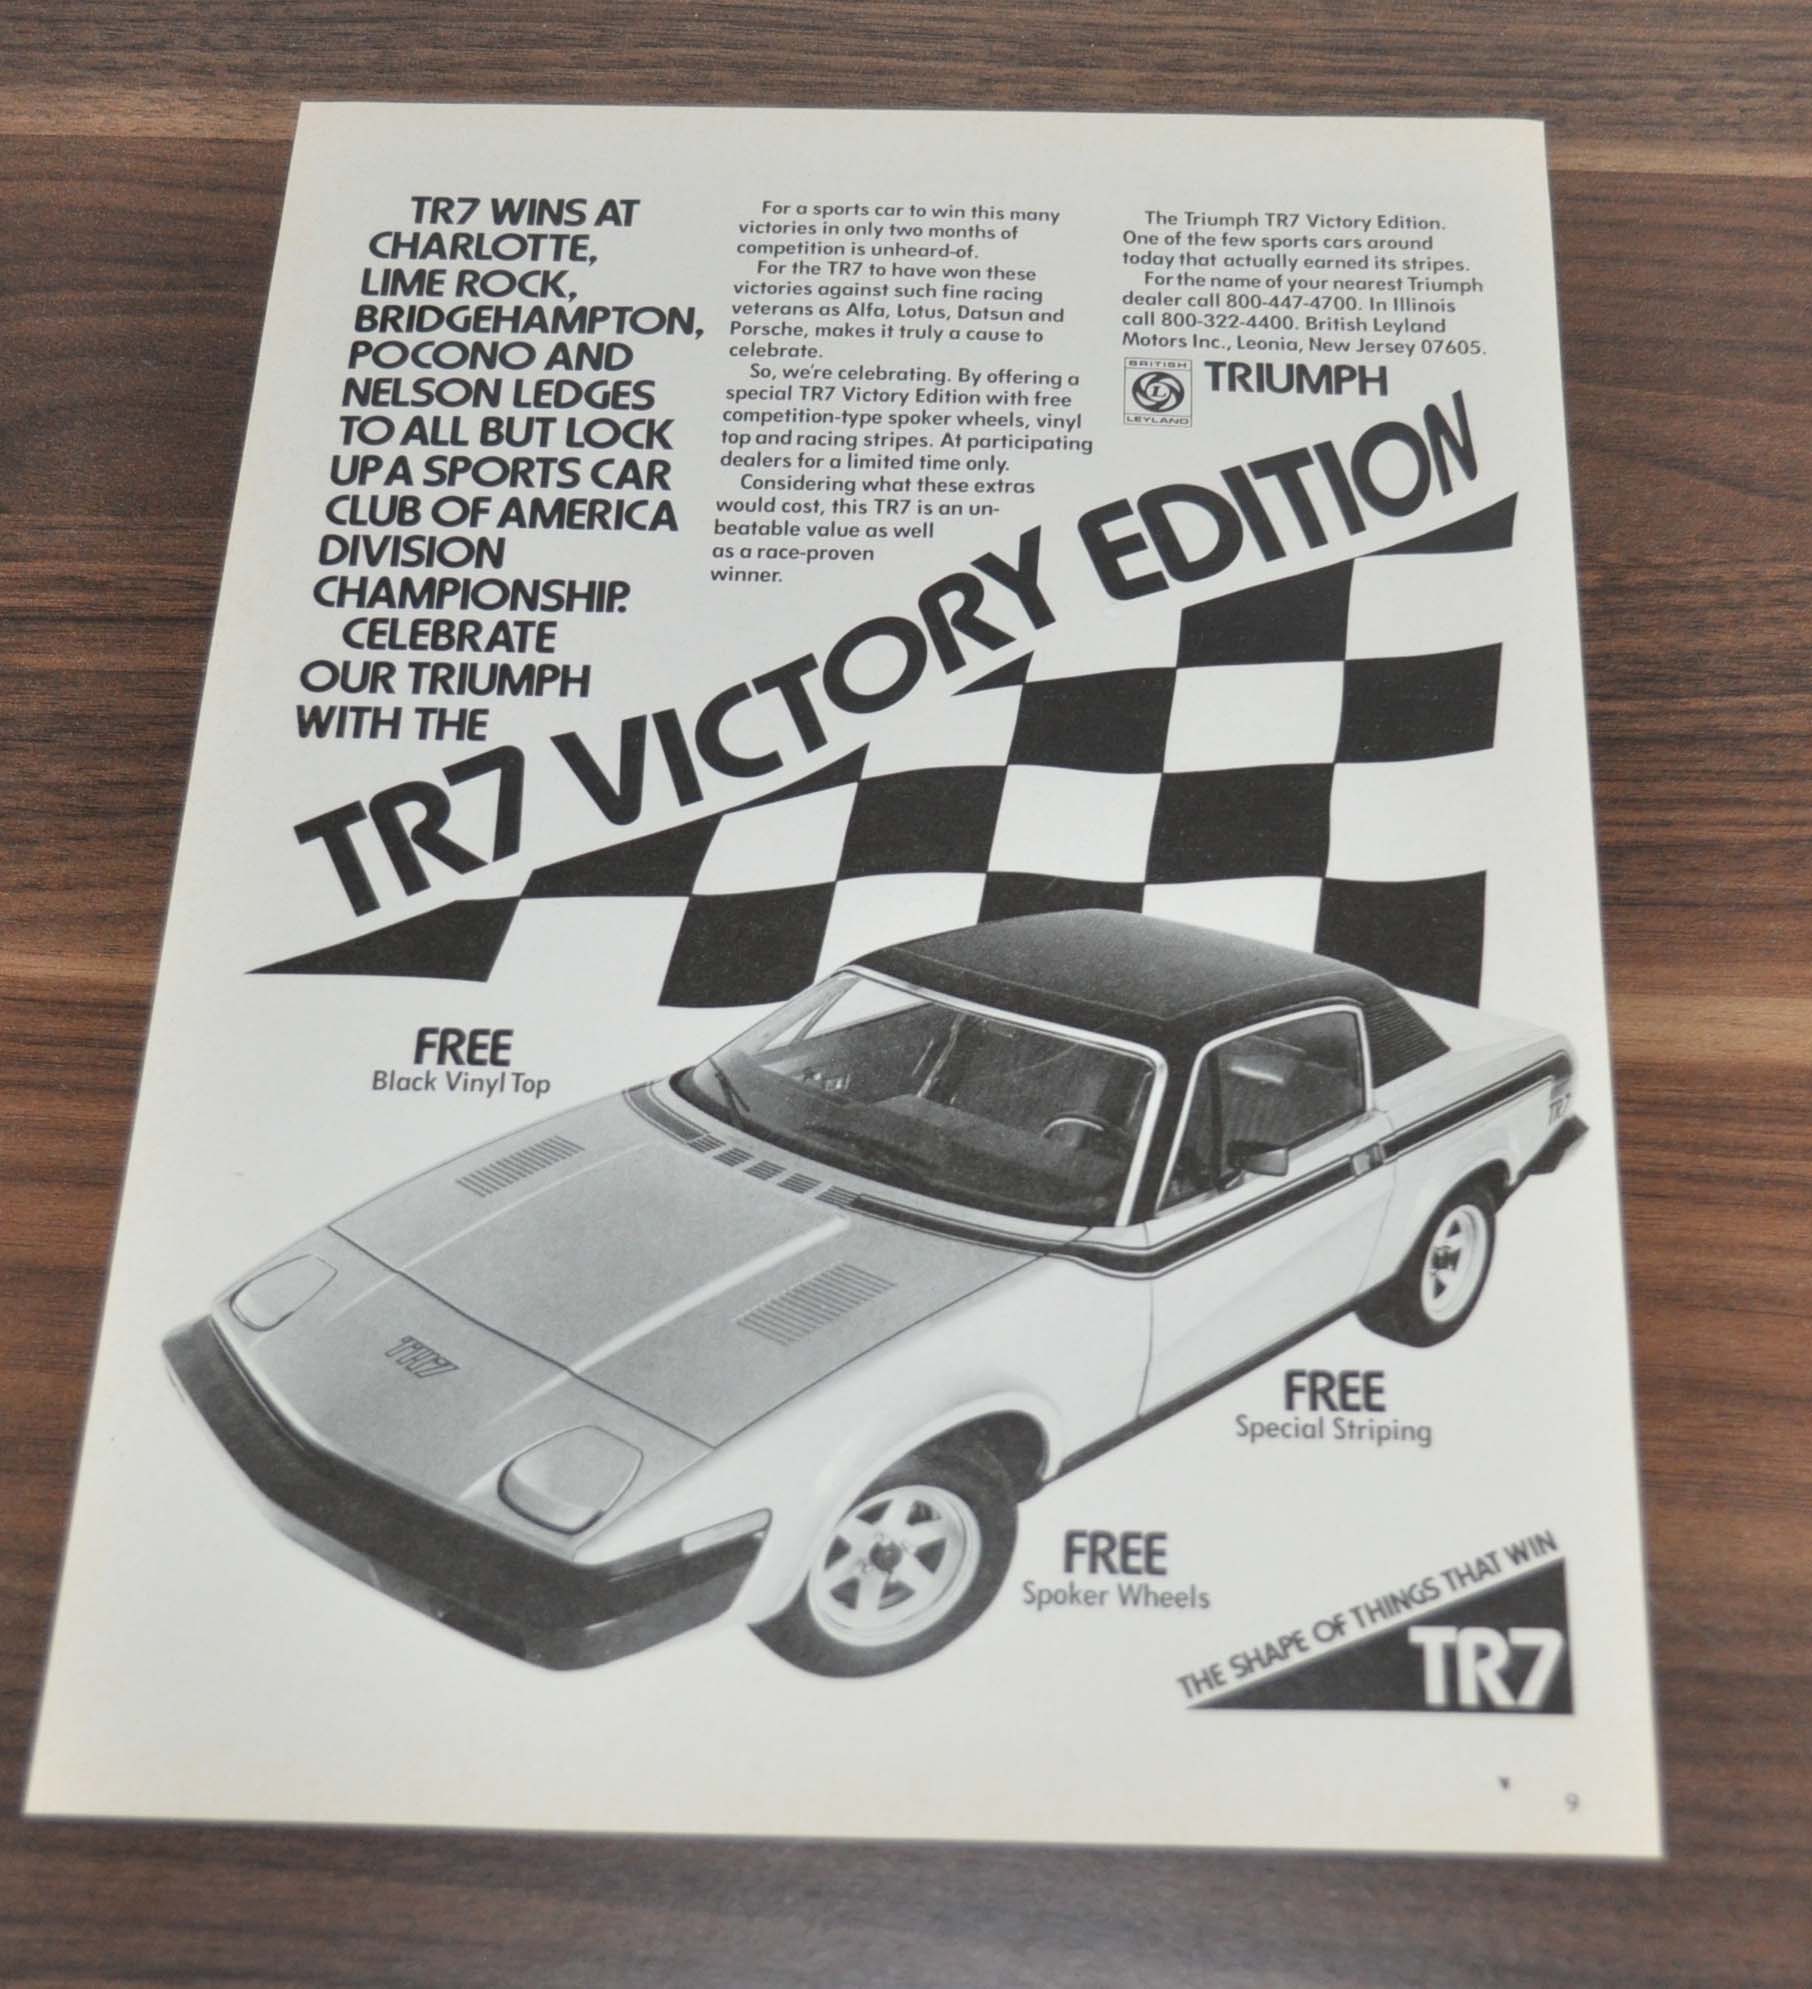 TR7 WINS AT
CHARLOTTE,
LIME ROCK,
BRIDGEHAMPTON,
POCONO AND
NELSON LEDGES
TO ALL BUT LOCK
UP A SPORTS CAR
CLUB OF AMERICA
DIVISION
CHAMPIONSHIP.
CELEBRATE
OUR TRIUMPH
WITH THE
For a sports car to win this many
victories in only two months of
competition is unheard-of.
For the TR7 to have won these
victories against such fine racing
veterans as Alfa, Lotus, Datsun and
Porsche, makes it truly a cause to
celebrate.
So, we're celebrating. By offering a
special TR7 Victory Edition with free
competition-type spoker wheels, vinyl
top and racing stripes. At participating
dealers for a limited time only.
Considering what these extras
would cost, this TR7 is an un-
beatable value as well
as a race-proven
winner.
The Triumph TR7 Victory Edition.
One of the few sports cars around
today that actually earned its stripes.
For the name of your nearest Triumph
dealer call 800-447-4700. In Illinois
call 800-322-4400. British Leyland
Motors Inc., Leonia, New Jersey 07605.
BRITISH
L
LEYLAND
TRIUMPH
TR7 VICTORY EDITION
FREE
Black Vinyl Top
TR7
TR7
FREE
Special Striping
FREE
Spoker Wheels
THE SHAPE OF THINGS THAT WIN
TR7
9